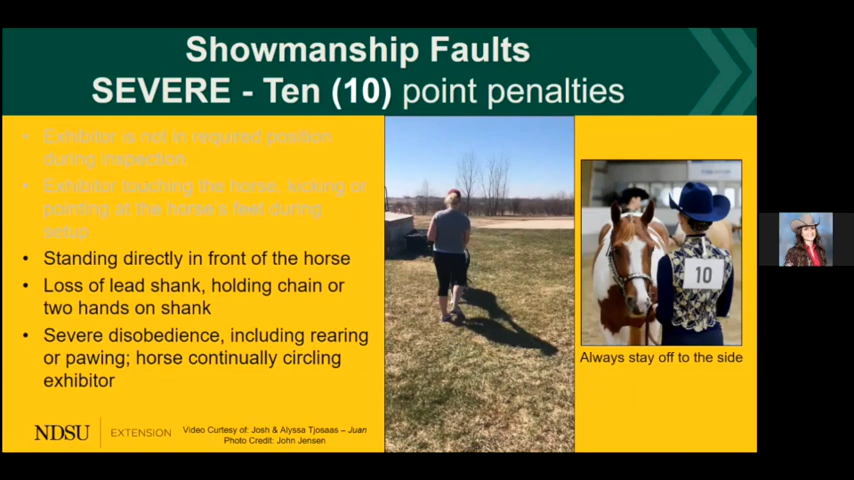 Showmanship Faults
SEVERE - Ten (10) point penalties
• Exhibitor is not in required position
during inspection
• Exhibitor touching the horse, kicking or
pointing at the horse's feet during
setup
• Standing directly in front of the horse
• Loss of lead shank, holding chain or
two hands on shank
• Severe disobedience, including rearing
or pawing; horse continually circling
exhibitor
10
Always stay off to the side
NDSU EXTENSION
Video Curtesy of: Josh & Alyssa Tjosaas – Juan
Photo Credit: John Jensen